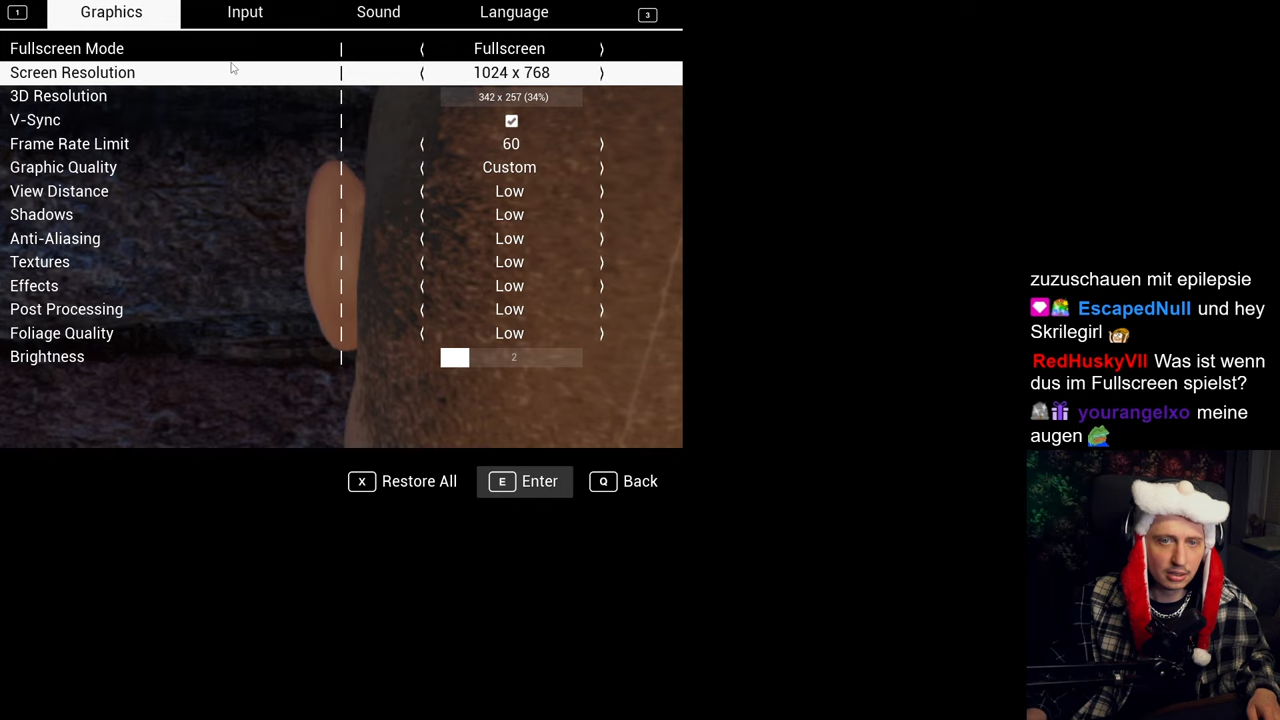 1 Graphics Input Sound Language 3
Fullscreen Mode | ⟨ Fullscreen ⟩
Screen Resolution | ⟨ 1024 x 768 ⟩
3D Resolution | 342 x 257 (34%)
V-Sync |
Frame Rate Limit | ⟨ 60 ⟩
Graphic Quality | ⟨ Custom ⟩
View Distance | ⟨ Low ⟩
Shadows | ⟨ Low ⟩
Anti-Aliasing | ⟨ Low ⟩
Textures | ⟨ Low ⟩
Effects | ⟨ Low ⟩
Post Processing | ⟨ Low ⟩
Foliage Quality | ⟨ Low ⟩
Brightness | 2
X Restore All E Enter Q Back
zuzuschauen mit epilepsie
EscapedNull und hey
Skrilegirl
RedHuskyVII Was ist wenn
dus im Fullscreen spielst?
yourangelxo meine
augen